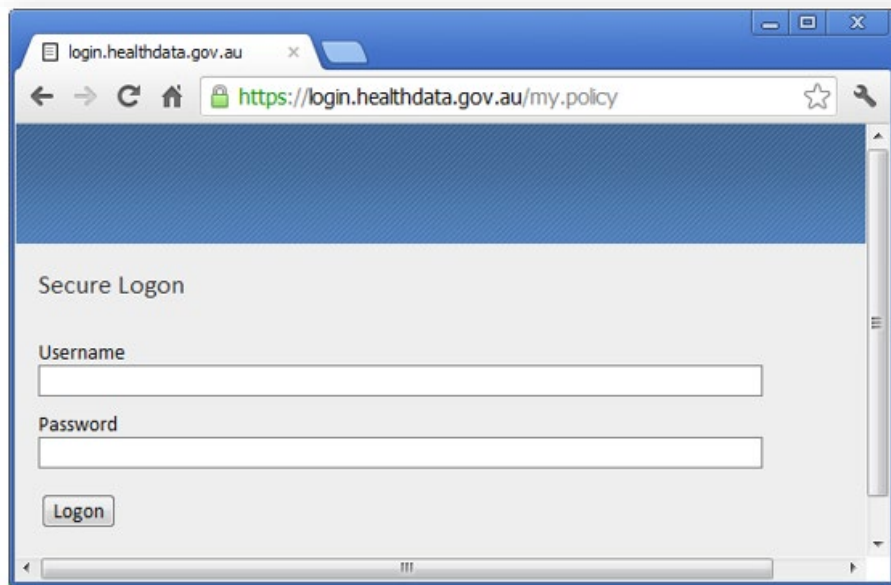 login.healthdata.gov.au
https://login.healthdata.gov.au/my.policy
Secure Logon
Username
Password
Logon